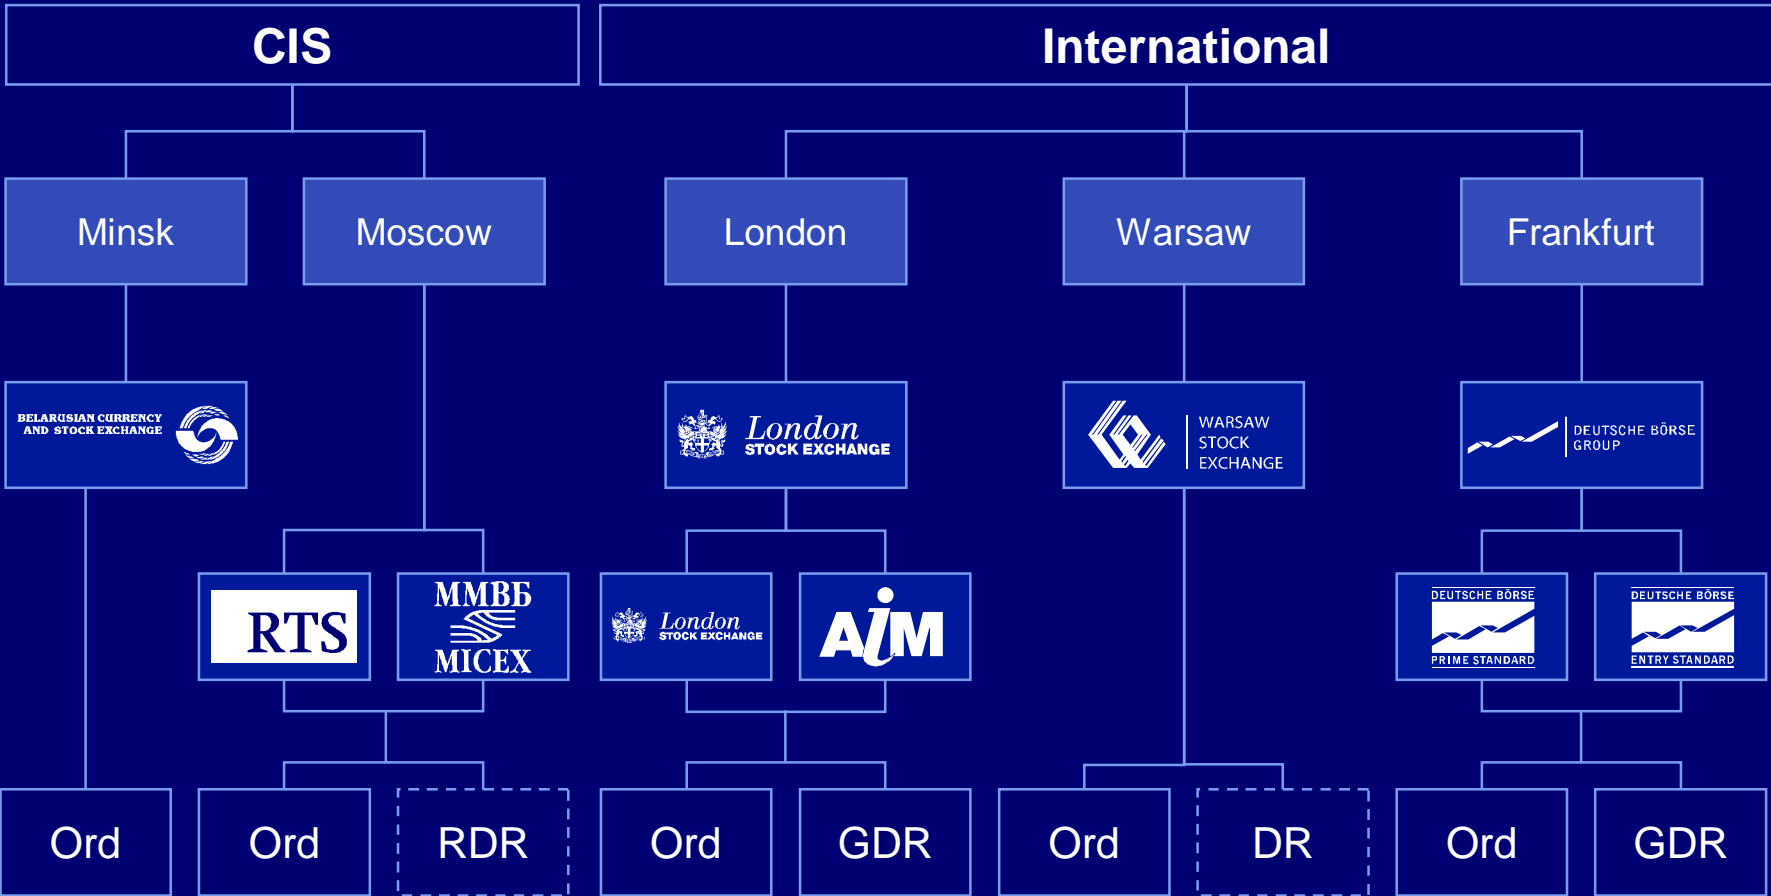 CIS
International
Minsk
Moscow
London
Warsaw
Frankfurt
BELARUSIAN CURRENCY
AND STOCK EXCHANGE
London
STOCK EXCHANGE
WARSAW
STOCK
EXCHANGE
DEUTSCHE BÖRSE
GROUP
RTS
ММВБ
MICEX
London
STOCK EXCHANGE
AiM
DEUTSCHE BÖRSE
PRIME STANDARD
DEUTSCHE BÖRSE
ENTRY STANDARD
Ord
Ord
RDR
Ord
GDR
Ord
DR
Ord
GDR